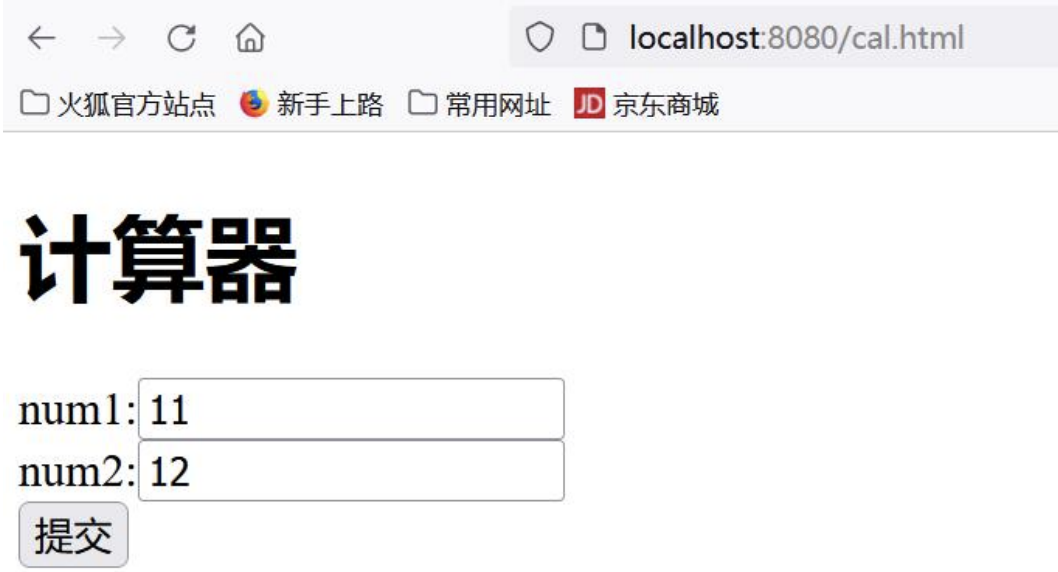 localhost:8080/cal.html
火狐官方站点 新手上路 常用网址 JD 京东商城
计算器
num1: 11
num2: 12
提交